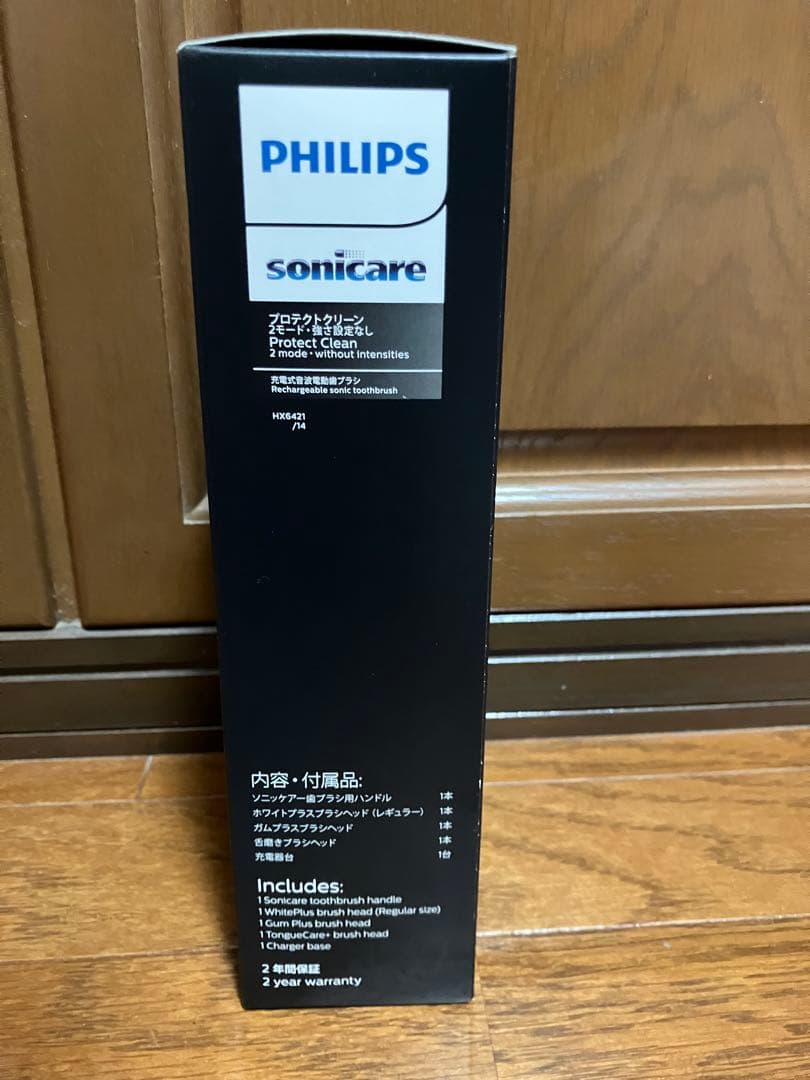 PHILIPS
sonicare
プロテクトクリーン
2モード・強さ設定なし
Protect Clean
2 mode・without intensities
充電式音波電動歯ブラシ
Rechargeable sonic toothbrush
HX6421
/14
内容・付属品:
ソニッケアー歯ブラシ用ハンドル 1本
ホワイトプラスブラシヘッド（レギュラー） 1本
ガムプラスブラシヘッド 1本
舌磨きブラシヘッド 1本
充電器台 1台
Includes:
1 Sonicare toothbrush handle
1 WhitePlus brush head (Regular size)
1 Gum Plus brush head
1 TongueCare+ brush head
1 Charger base
2 年間保証
2 year warranty